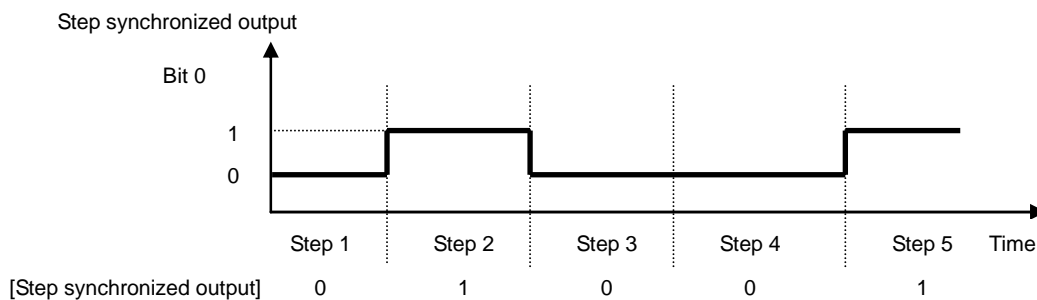 Step synchronized output
Bit 0
1
0
Step 1 Step 2 Step 3 Step 4 Step 5 Time
[Step synchronized output] 0 1 0 0 1